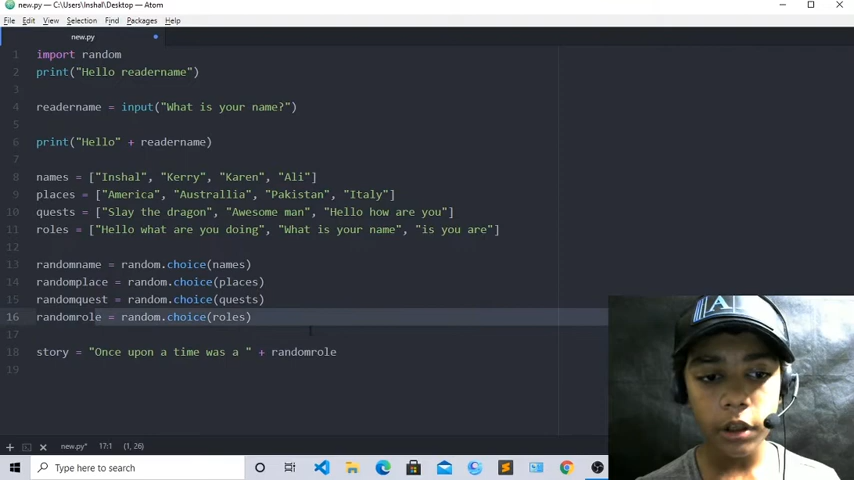 new.py — C:\Users\Inshal\Desktop — Atom
File Edit View Selection Find Packages Help
new.py
1 import random
2 print("Hello readername")
3
4 readername = input("What is your name?")
5
6 print("Hello" + readername)
7
8 names = ["Inshal", "Kerry", "Karen", "Ali"]
9 places = ["America", "Australlia", "Pakistan", "Italy"]
10 quests = ["Slay the dragon", "Awesome man", "Hello how are you"]
11 roles = ["Hello what are you doing", "What is your name", "is you are"]
12
13 randomname = random.choice(names)
14 randomplace = random.choice(places)
15 randomquest = random.choice(quests)
16 randomrole = random.choice(roles)
17
18 story = "Once upon a time was a " + randomrole
19
new.py* 17:1 (1, 26)
Type here to search